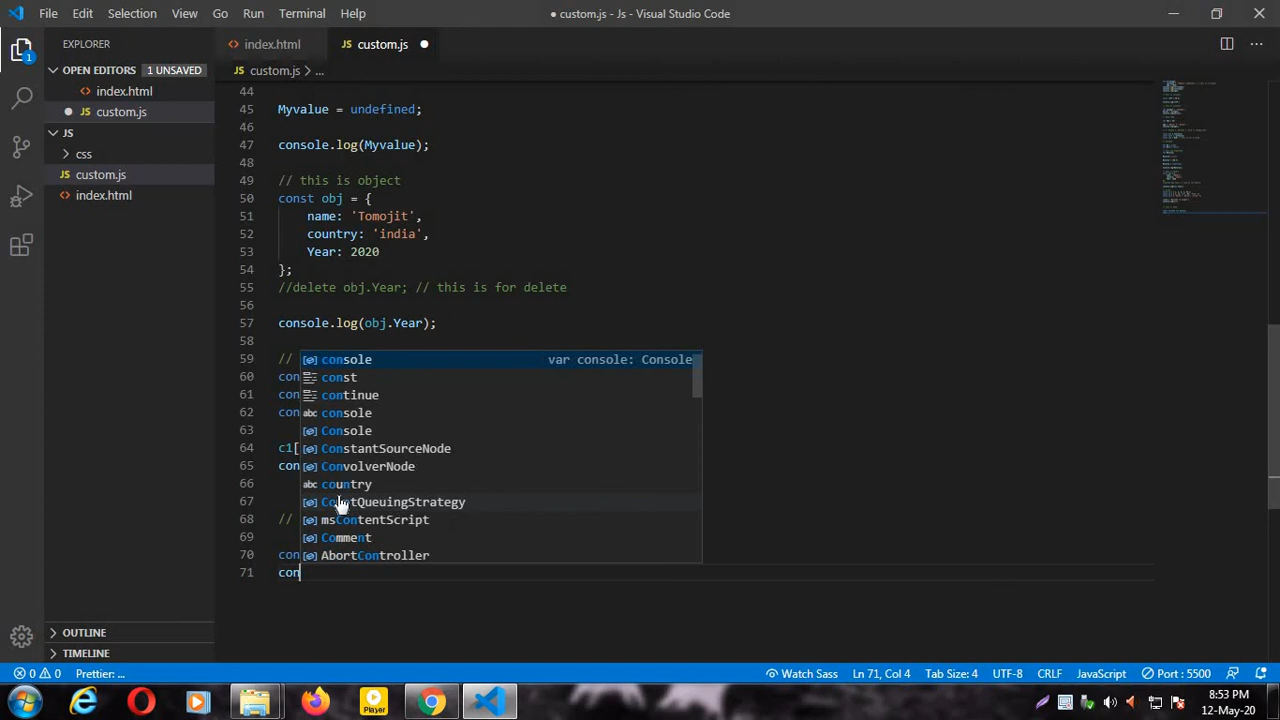 File Edit Selection View Go Run Terminal Help
● custom.js - Js - Visual Studio Code
EXPLORER
OPEN EDITORS 1 UNSAVED
index.html
custom.js
JS
css
custom.js
index.html
OUTLINE
TIMELINE
1
index.html custom.js
custom.js > ...
44
45 Myvalue = undefined;
46
47 console.log(Myvalue);
48
49 // this is object
50 const obj = {
51 name: 'Tomojit',
52 country: 'india',
53 Year: 2020
54 };
55 //delete obj.Year; // this is for delete
56
57 console.log(obj.Year);
58
59 //
60 con
61 con
62 con
63
64 c1[
65 con
66
67
68 //
69
70 con
71 con
console var console: Console
const
continue
console
Console
ConstantSourceNode
ConvolverNode
country
msContentScript
Comment
AbortController
0 0 Prettier: ... Watch Sass Ln 71, Col 4 Tab Size: 4 UTF-8 CRLF JavaScript Port : 5500
Player
8:53 PM
12-May-20